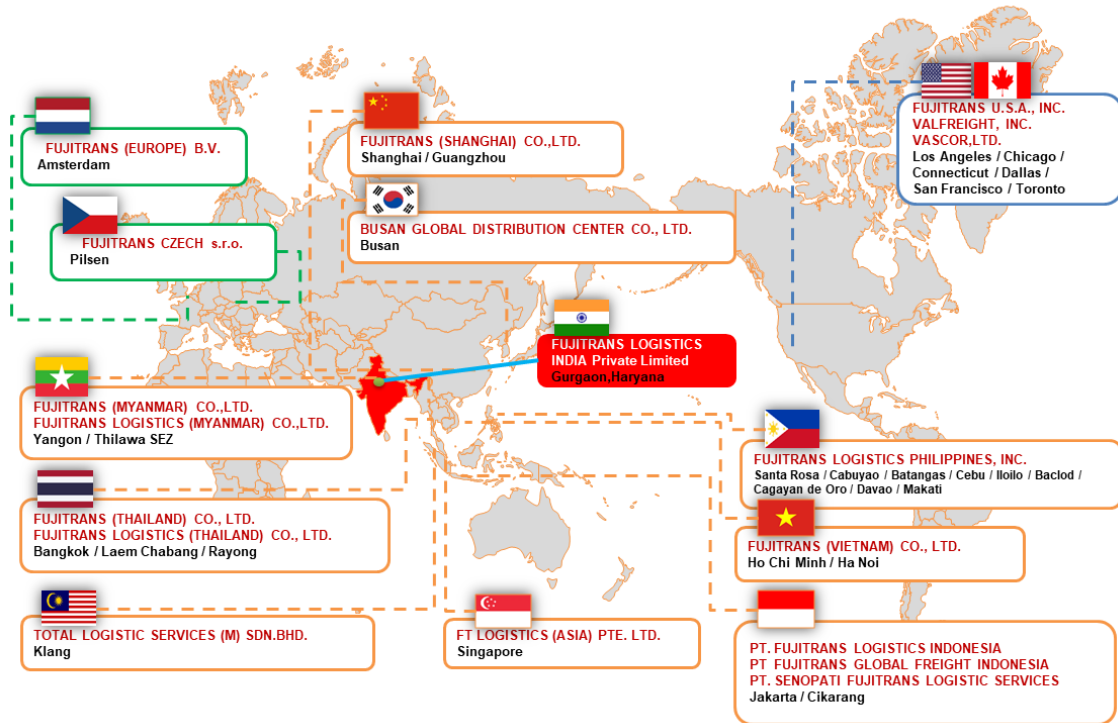 FUJITRANS (EUROPE) B.V.
Amsterdam
FUJITRANS (SHANGHAI) CO.,LTD.
Shanghai / Guangzhou
FUJITRANS U.S.A., INC.
VALFREIGHT, INC.
VASCOR,LTD.
Los Angeles / Chicago /
Connecticut / Dallas /
San Francisco / Toronto
FUJITRANS CZECH s.r.o.
Pilsen
BUSAN GLOBAL DISTRIBUTION CENTER CO., LTD.
Busan
FUJITRANS LOGISTICS
INDIA Private Limited
Gurgaon,Haryana
FUJITRANS (MYANMAR) CO.,LTD.
FUJITRANS LOGISTICS (MYANMAR) CO.,LTD.
Yangon / Thilawa SEZ
FUJITRANS LOGISTICS PHILIPPINES, INC.
Santa Rosa / Cabuyao / Batangas / Cebu / Iloilo / Baclod /
Cagayan de Oro / Davao / Makati
FUJITRANS (THAILAND) CO., LTD.
FUJITRANS LOGISTICS (THAILAND) CO., LTD.
Bangkok / Laem Chabang / Rayong
FUJITRANS (VIETNAM) CO., LTD.
Ho Chi Minh / Ha Noi
TOTAL LOGISTIC SERVICES (M) SDN.BHD.
Klang
FT LOGISTICS (ASIA) PTE. LTD.
Singapore
PT. FUJITRANS LOGISTICS INDONESIA
PT FUJITRANS GLOBAL FREIGHT INDONESIA
PT. SENOPATI FUJITRANS LOGISTIC SERVICES
Jakarta / Cikarang